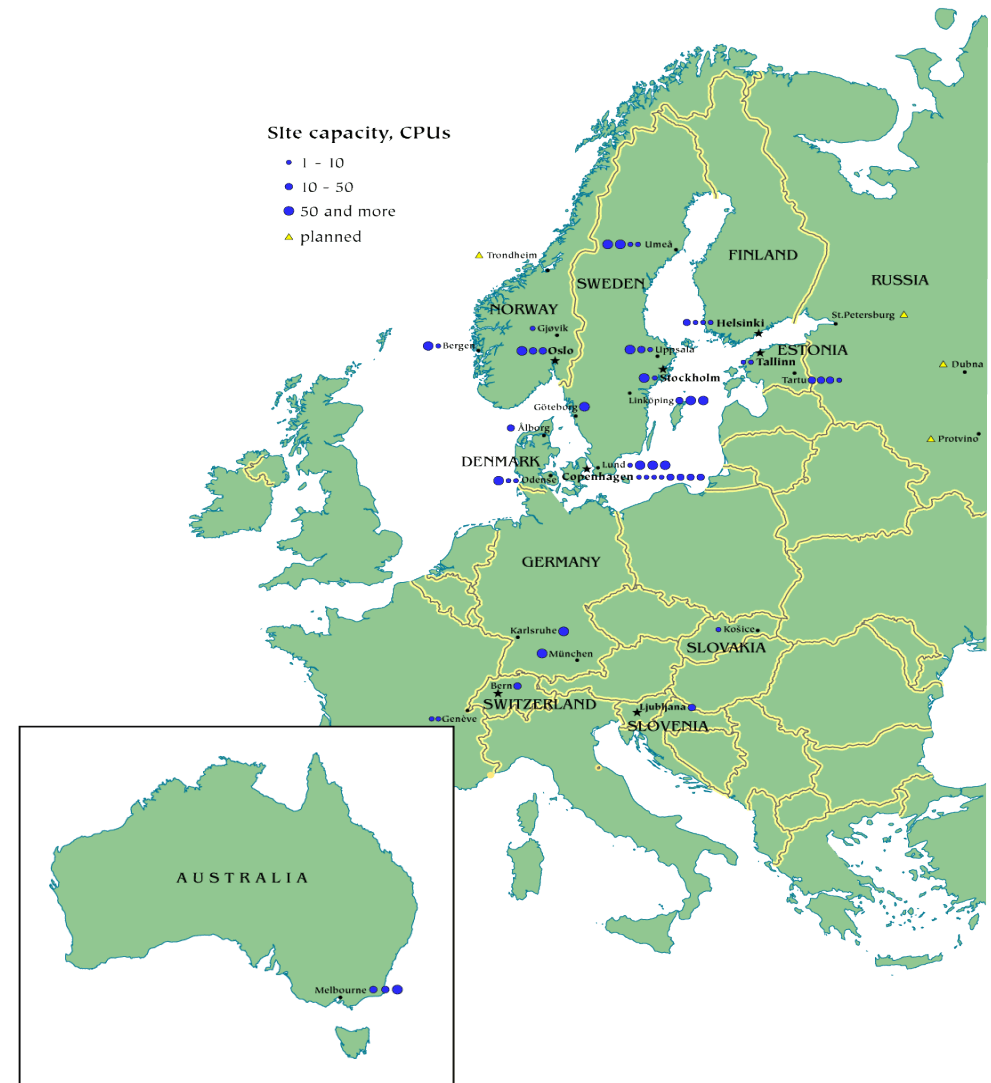 SIte capacity, CPUs
1 - 10
10 - 50
50 and more
planned
Umeå
Trondheim
FINLAND
RUSSIA
SWEDEN
NORWAY
St.Petersburg
Helsinki
Gjøvik
Bergen
Oslo
Uppsala
ESTONIA
Tallinn
Dubna
Stockholm
Tartu
Linköping
Göteborg
Ålborg
Protvino
DENMARK
Lund
Copenhagen
Odense
GERMANY
Karlsruhe
Košice
SLOVAKIA
München
Bern
SWITZERLAND
Ljubljana
Genève
SLOVENIA
AUSTRALIA
Melbourne